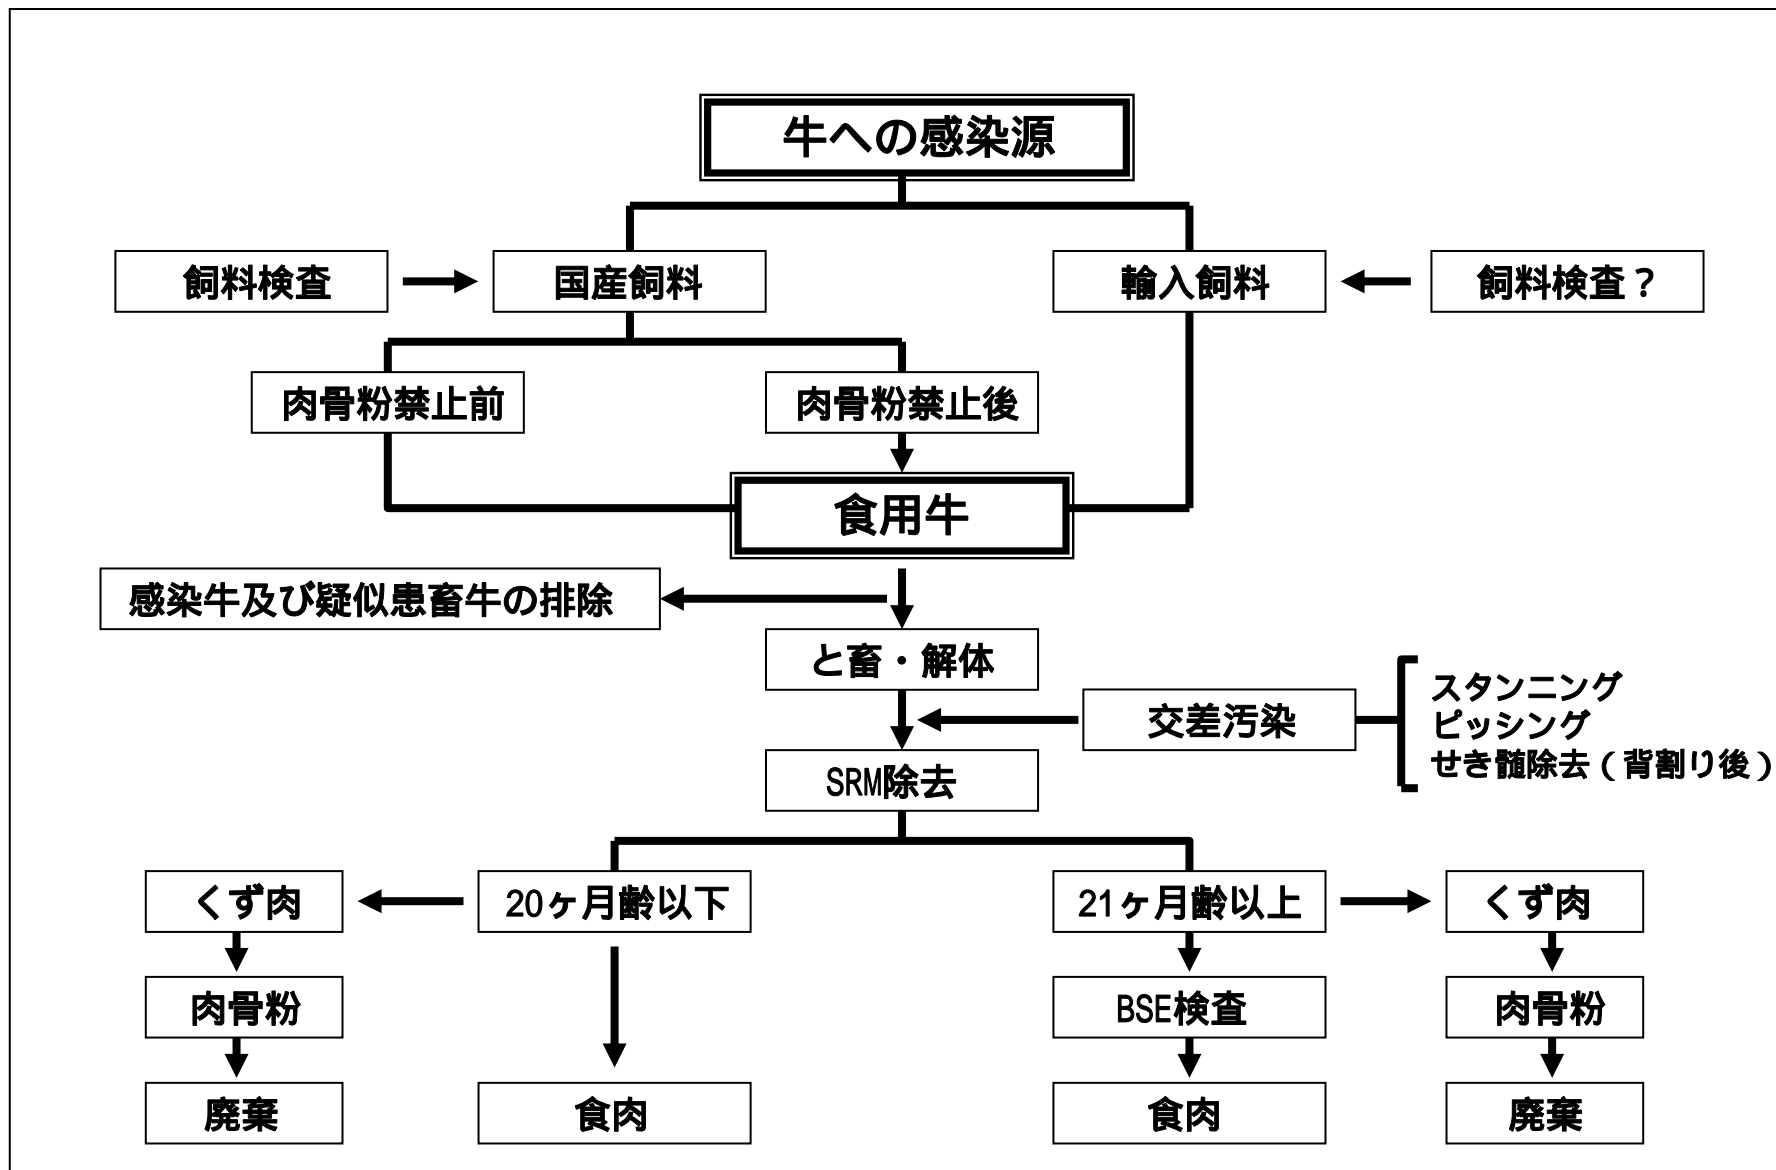 牛への感染源
飼料検査
国産飼料
輸入飼料
飼料検査？
肉骨粉禁止前
肉骨粉禁止後
食用牛
感染牛及び疑似患畜牛の排除
と畜・解体
交差汚染
スタンニング
ピッシング
せき髄除去（背割り後）
SRM除去
くず肉
20ヶ月齢以下
21ヶ月齢以上
くず肉
肉骨粉
BSE検査
肉骨粉
廃棄
食肉
食肉
廃棄